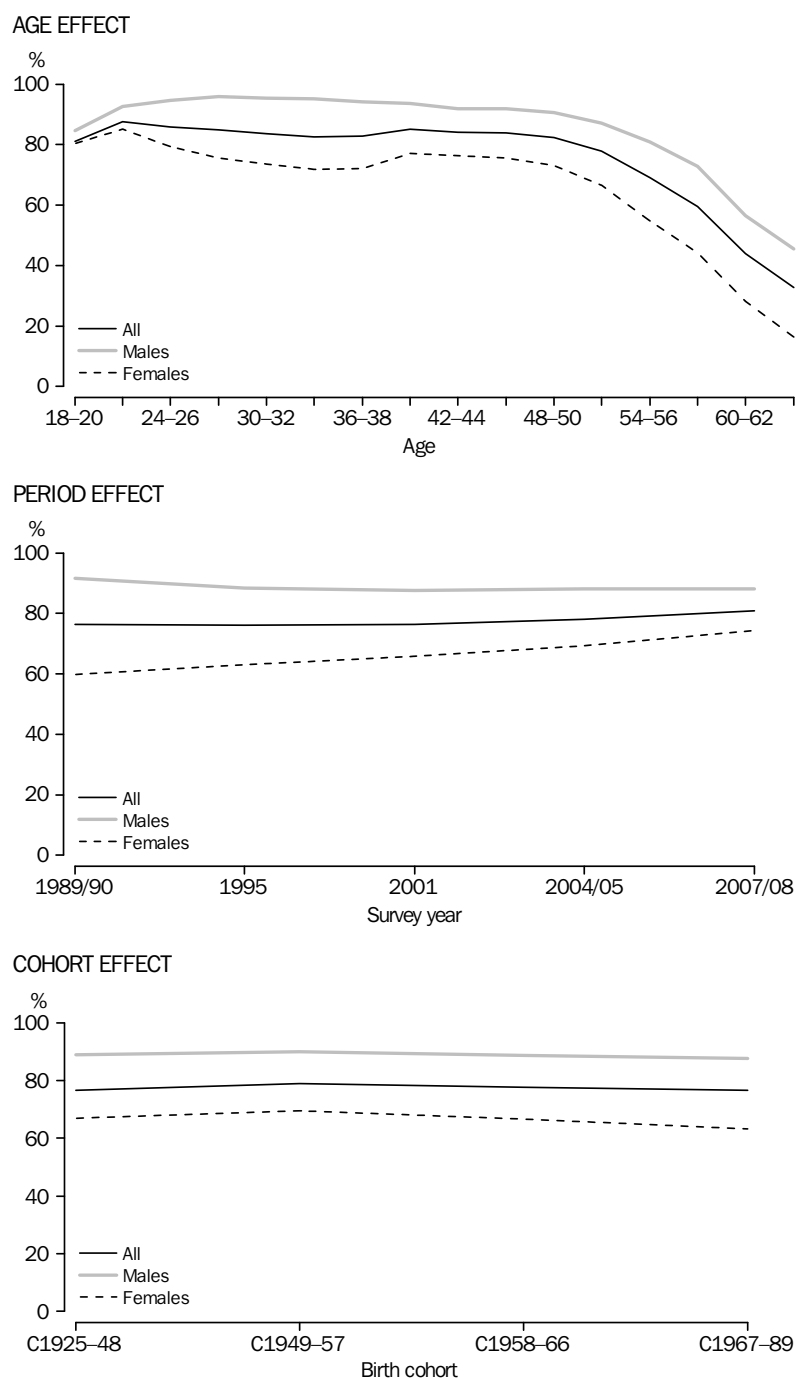 AGE EFFECT
%
100
80
60
40
20
0
All
Males
Females
18–20 24–26 30–32 36–38 42–44 48–50 54–56 60–62
Age
PERIOD EFFECT
%
100
80
60
40
20
0
All
Males
Females
1989/90 1995 2001 2004/05 2007/08
Survey year
COHORT EFFECT
%
100
80
60
40
20
0
All
Males
Females
C1925–48 C1949–57 C1958–66 C1967–89
Birth cohort